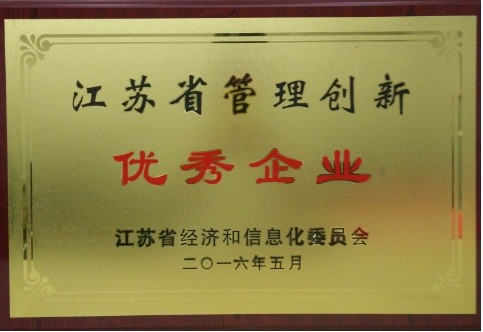 江苏省管理创新
优秀企业
江苏省经济和信息化委员会
二〇一六年五月